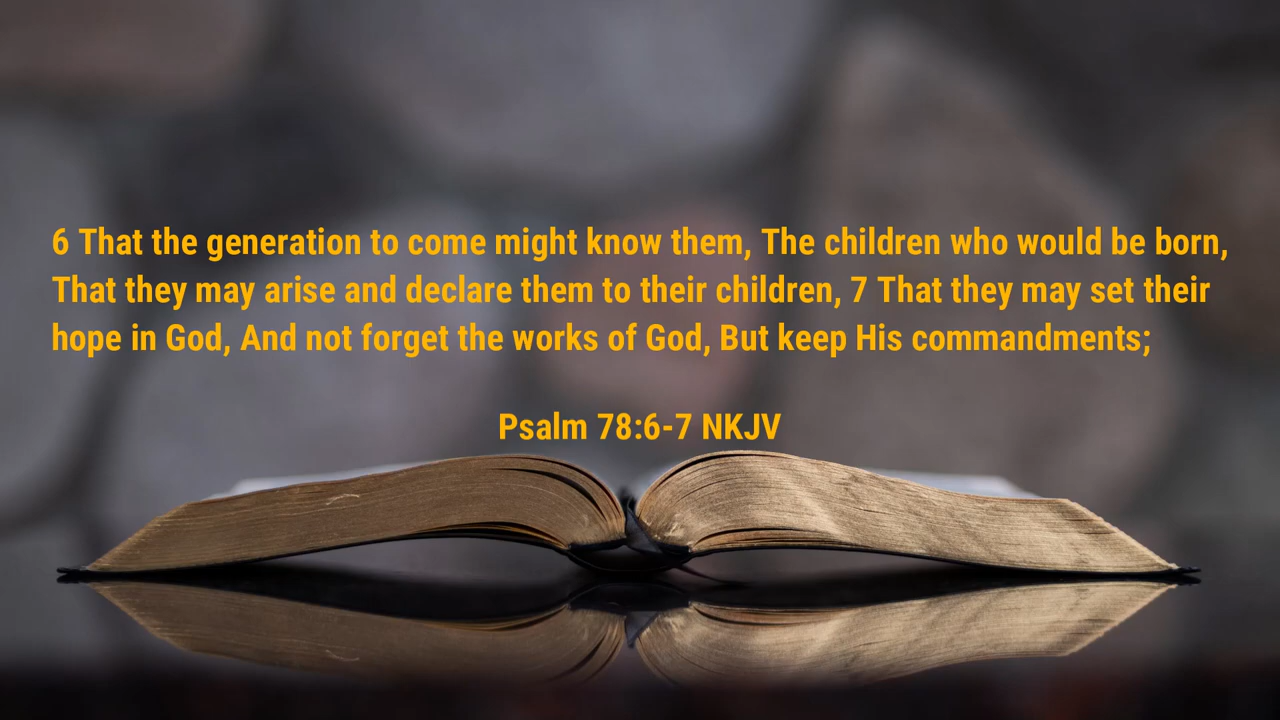 6 That the generation to come might know them, The children who would be born,
That they may arise and declare them to their children, 7 That they may set their
hope in God, And not forget the works of God, But keep His commandments;
Psalm 78:6-7 NKJV